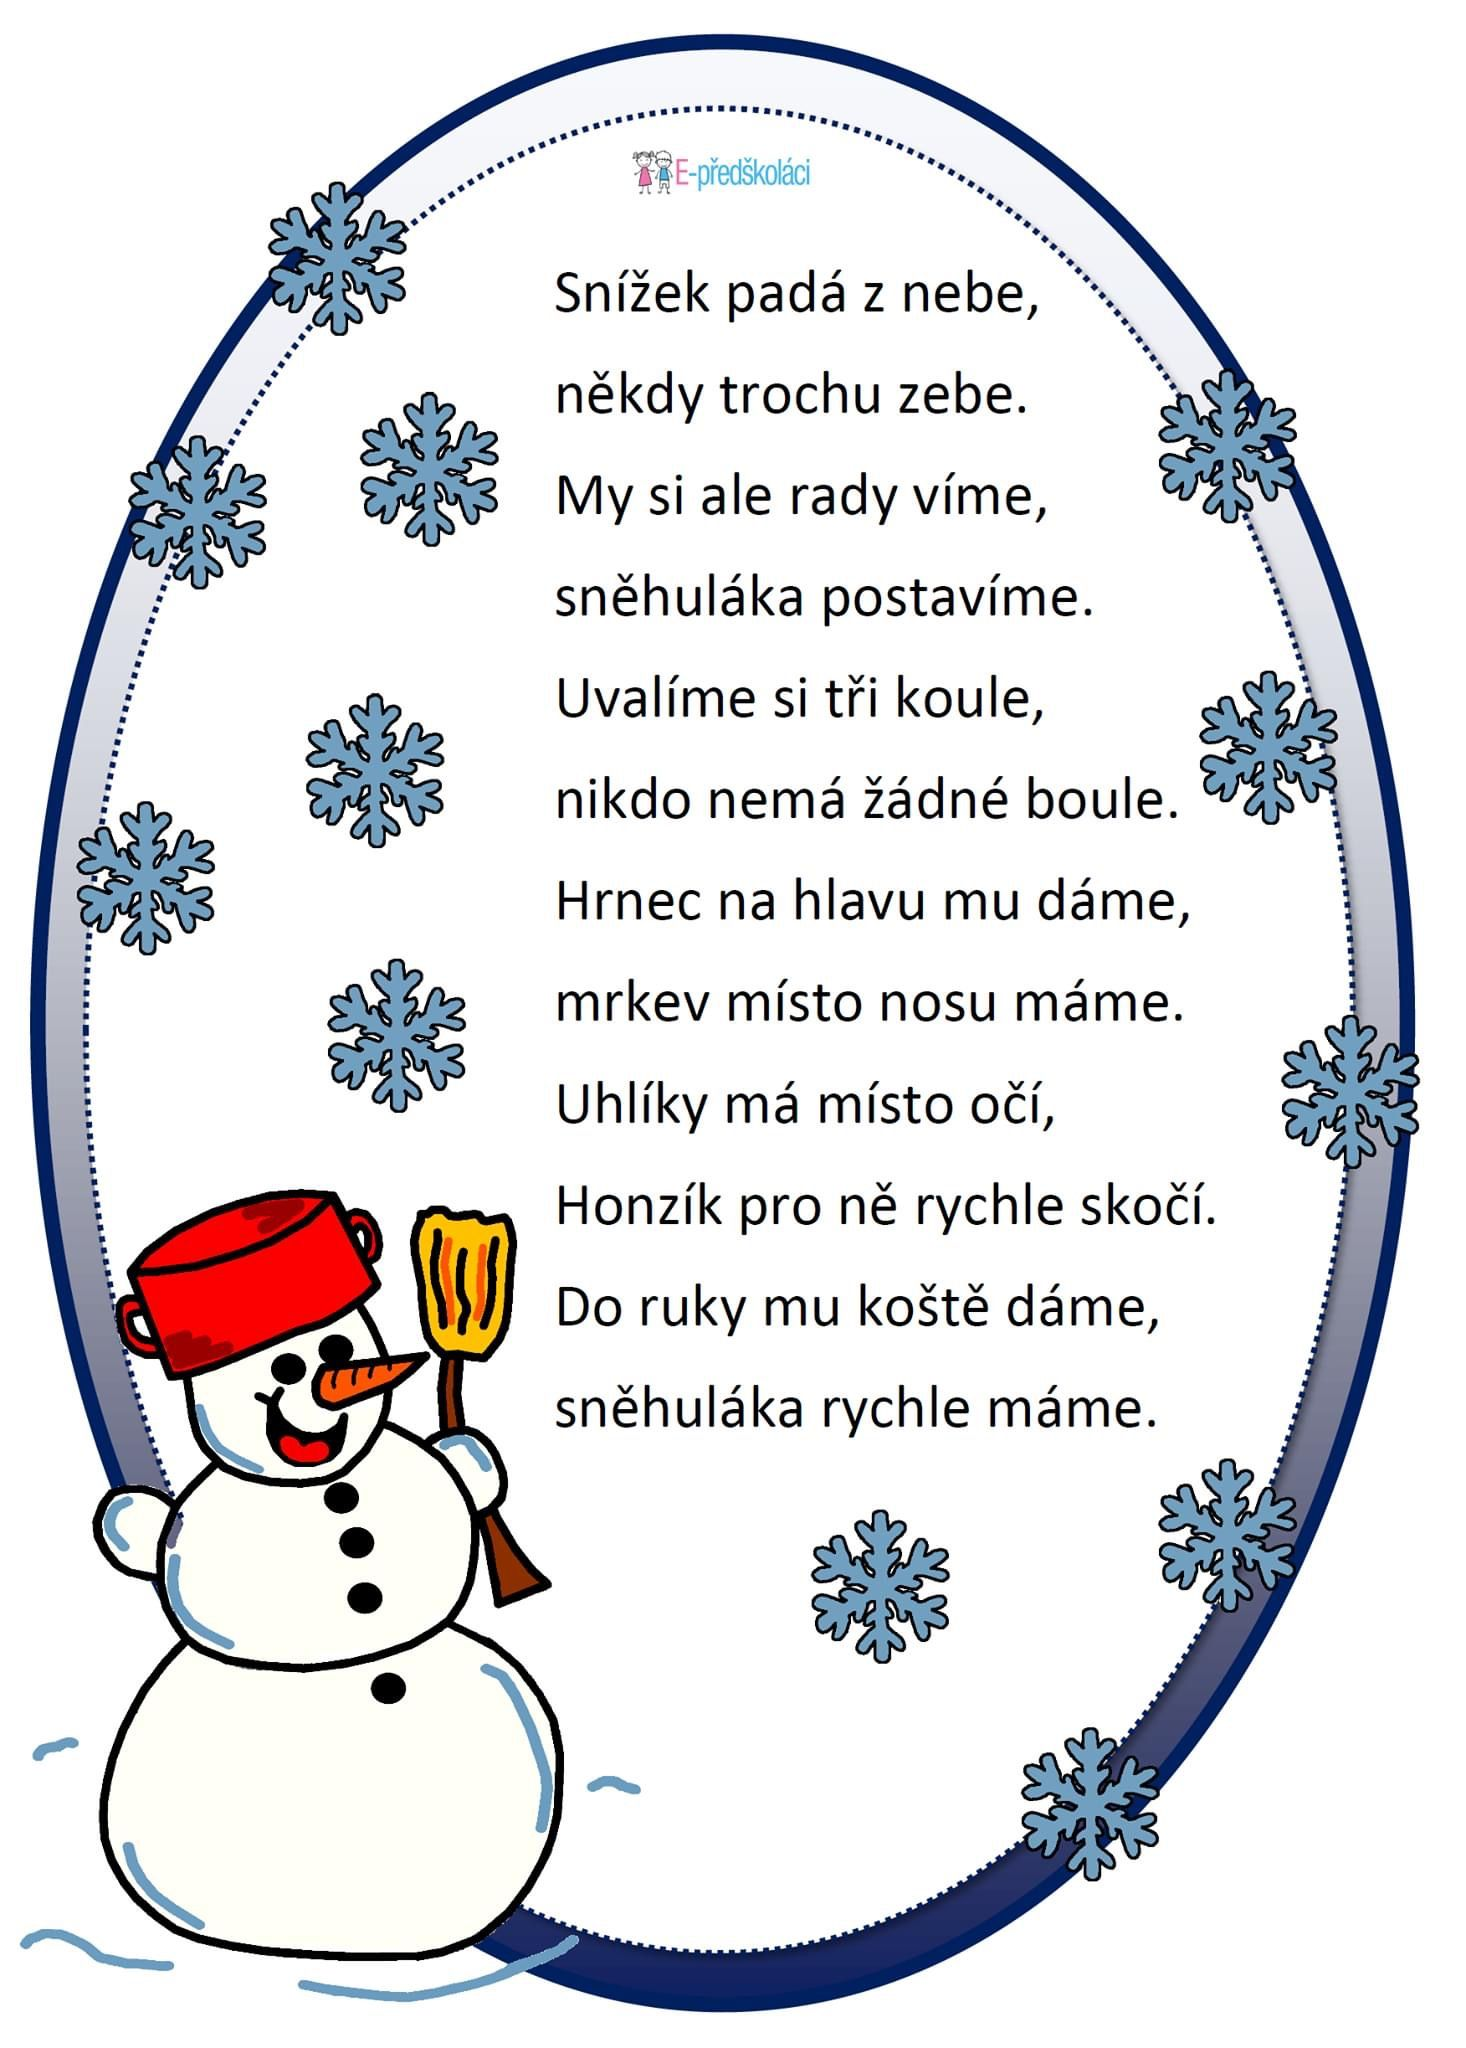 E-předškoláci
Snížek padá z nebe,
někdy trochu zebe.
My si ale rady víme,
sněhuláka postavíme.
Uvalíme si tři koule,
nikdo nemá žádné boule.
Hrnec na hlavu mu dáme,
mrkev místo nosu máme.
Uhlíky má místo očí,
Honzík pro ně rychle skočí.
Do ruky mu koště dáme,
sněhuláka rychle máme.